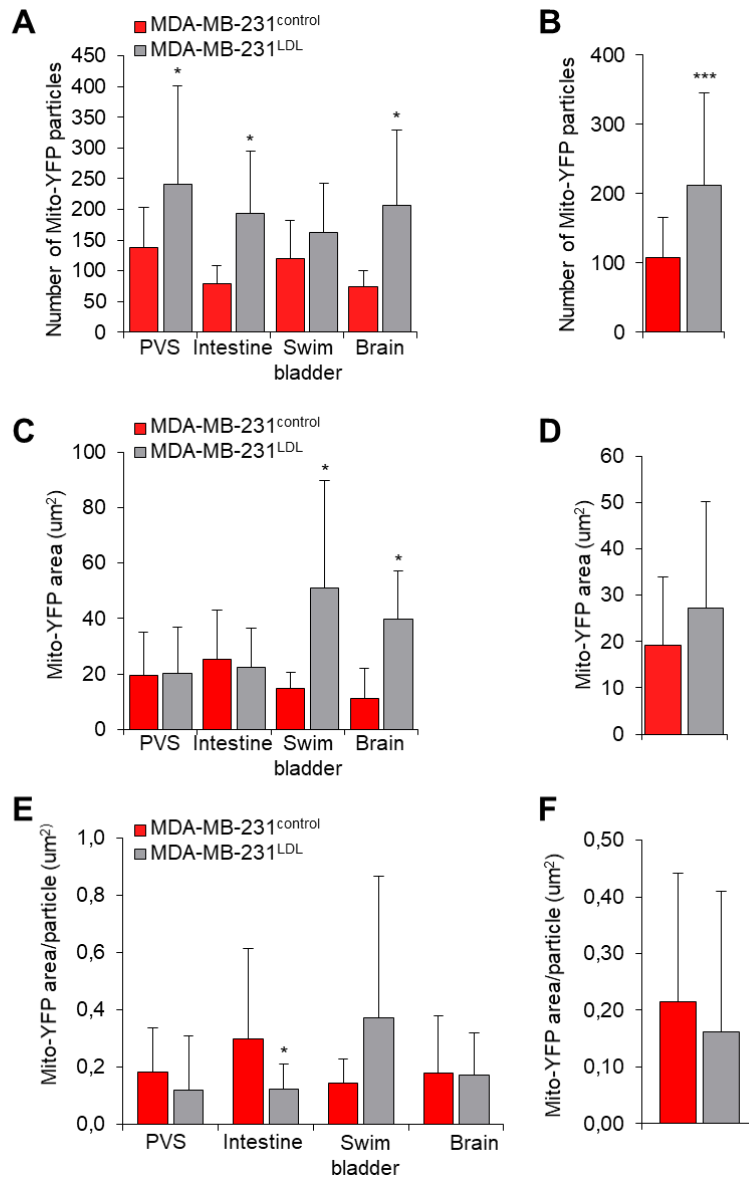 A
MDA-MB-231control
MDA-MB-231LDL
Number of Mito-YFP particles
450
400
350
300
250
200
150
100
50
0
*
*
*
PVS Intestine Swim bladder Brain
B
Number of Mito-YFP particles
400
300
200
100
0
***
C
MDA-MB-231control
MDA-MB-231LDL
Mito-YFP area (um2)
100
80
60
40
20
0
*
*
PVS Intestine Swim bladder Brain
D
Mito-YFP area (um2)
60
50
40
30
20
10
0
E
MDA-MB-231control
MDA-MB-231LDL
Mito-YFP area/particle (um2)
1,0
0,8
0,6
0,4
0,2
0,0
*
PVS Intestine Swim bladder Brain
F
Mito-YFP area/particle (um2)
0,50
0,40
0,30
0,20
0,10
0,00